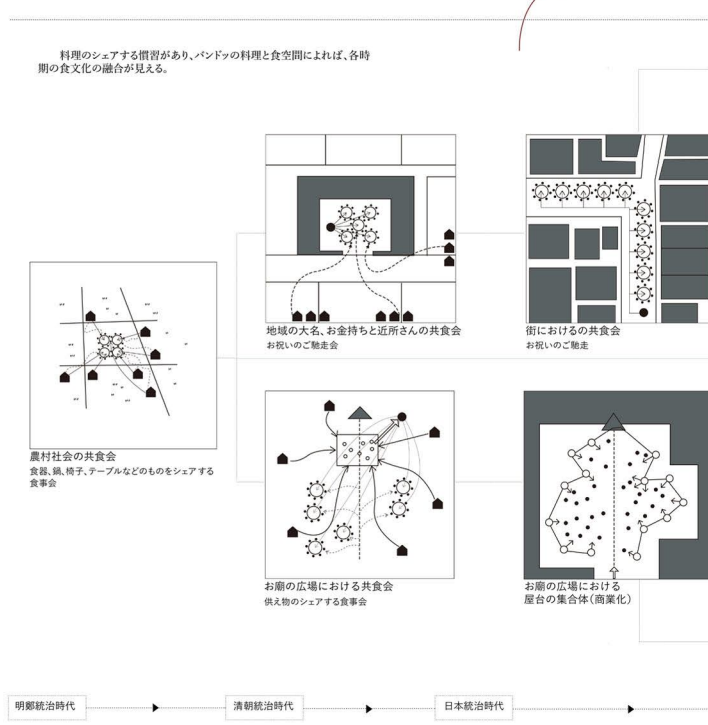 料理のシェアする慣習があり、バンドッの料理と食空間によれば、各時
期の食文化の融合が見える。
地域の大名、お金持ちと近所さんの共食会
お祝いのご馳走会
街におけるの共食会
お祝いのご馳走
農村社会の共食会
食器、鍋、椅子、テーブルなどのものをシェアする
食事会
お廟の広場における共食会
供え物のシェアする食事会
お廟の広場における
屋台の集合体（商業化）
明鄭統治時代
清朝統治時代
日本統治時代